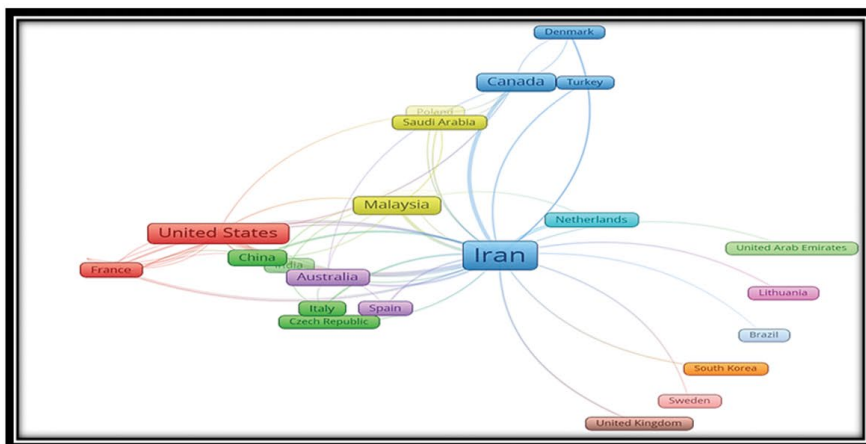 Denmark
Canada
Turkey
Poland
Saudi Arabia
Malaysia
Netherlands
United States
United Arab Emirates
China
Iran
India
France
Australia
Lithuania
Italy
Spain
Czech Republic
Brazil
South Korea
Sweden
United Kingdom